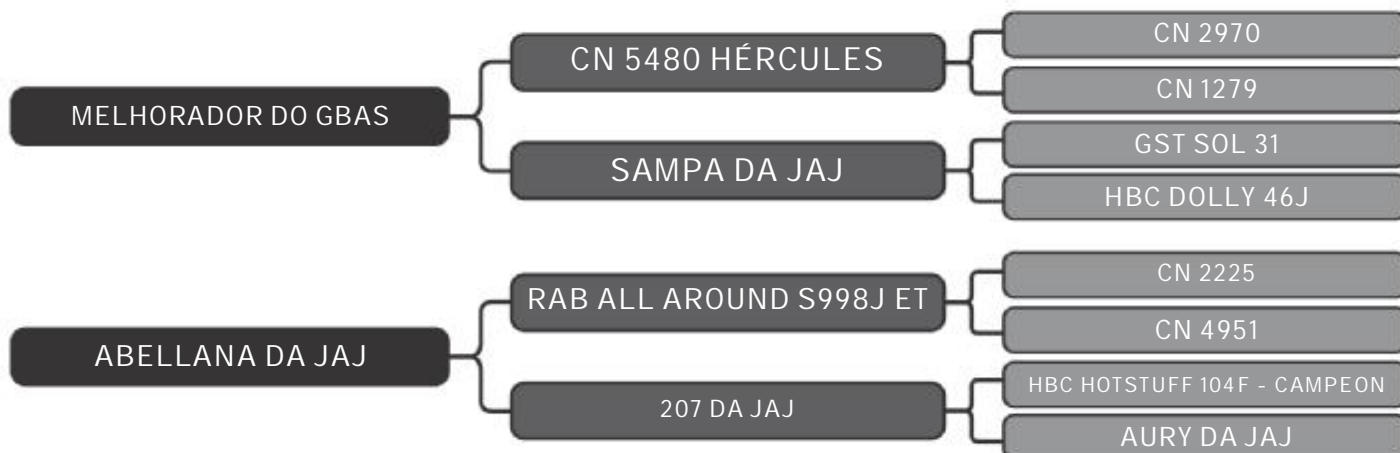 MELHORADOR DO GBAS
CN 5480 HÉRCULES
CN 2970
CN 1279
SAMPA DA JAJ
GST SOL 31
HBC DOLLY 46J
ABELLANA DA JAJ
RAB ALL AROUND S998J ET
CN 2225
CN 4951
207 DA JAJ
HBC HOTSTUFF 104F - CAMPEON
AURY DA JAJ